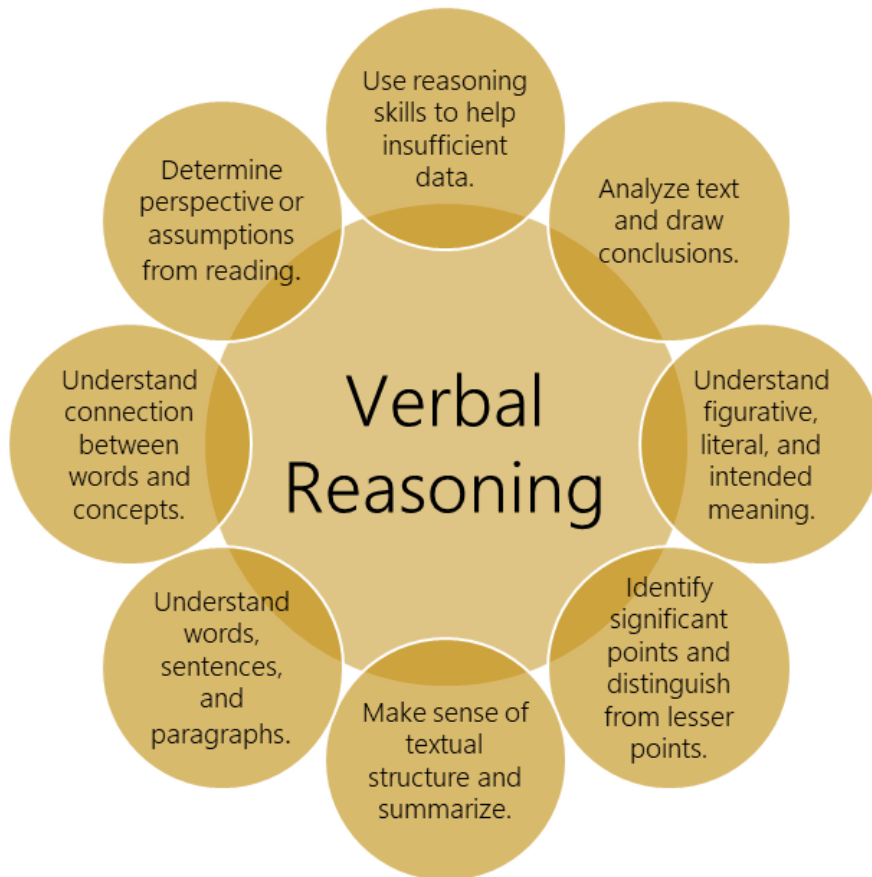 Use reasoning
skills to help
insufficient
data.
Analyze text
and draw
conclusions.
Understand
figurative,
literal, and
intended
meaning.
Identify
significant
points and
distinguish
from lesser
points.
Make sense of
textual
structure and
summarize.
Understand
words,
sentences,
and
paragraphs.
Understand
connection
between
words and
concepts.
Determine
perspective or
assumptions
from reading.
Verbal
Reasoning